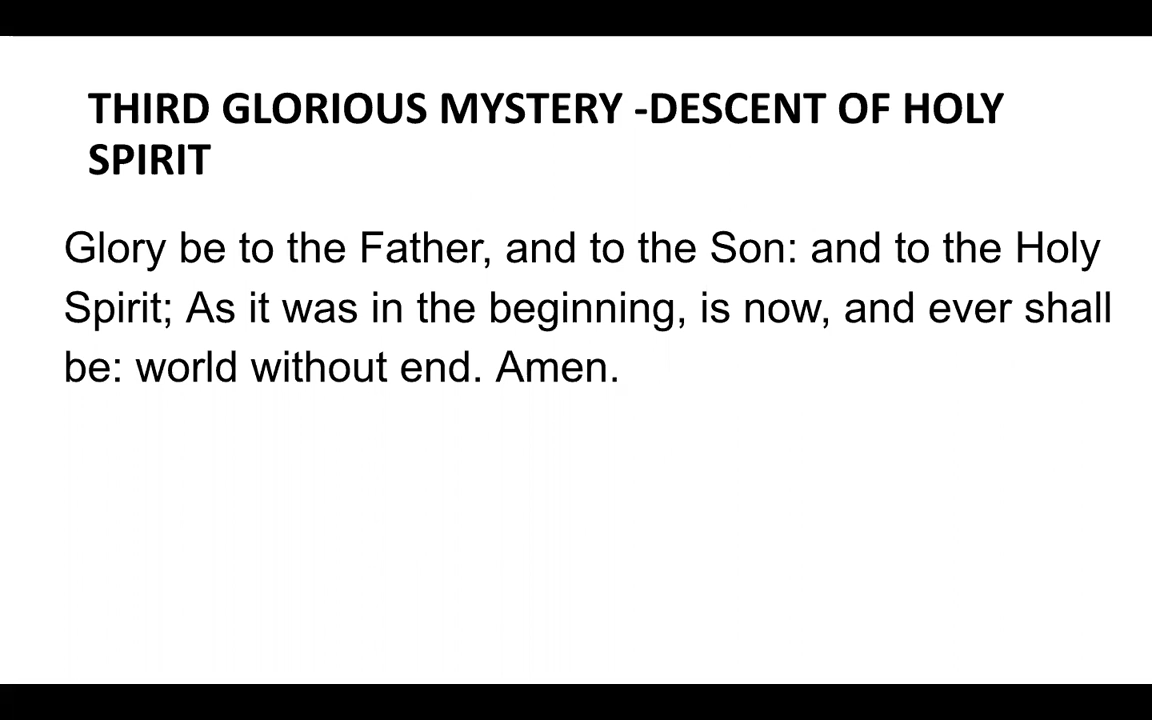 THIRD GLORIOUS MYSTERY -DESCENT OF HOLY
SPIRIT
Glory be to the Father, and to the Son: and to the Holy
Spirit; As it was in the beginning, is now, and ever shall
be: world without end. Amen.